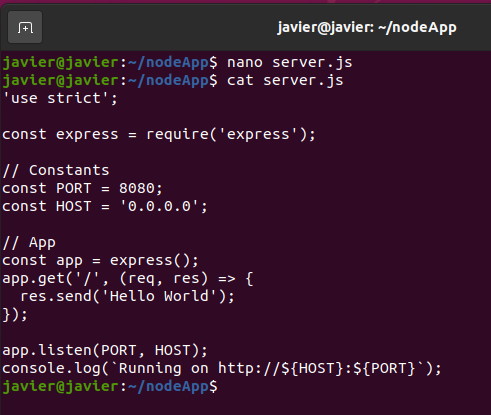 javier@javier: ~/nodeApp
javier@javier:~/nodeApp$ nano server.js
javier@javier:~/nodeApp$ cat server.js
'use strict';

const express = require('express');

// Constants
const PORT = 8080;
const HOST = '0.0.0.0';

// App
const app = express();
app.get('/', (req, res) => {
  res.send('Hello World');
});

app.listen(PORT, HOST);
console.log(`Running on http://${HOST}:${PORT}`);
javier@javier:~/nodeApp$